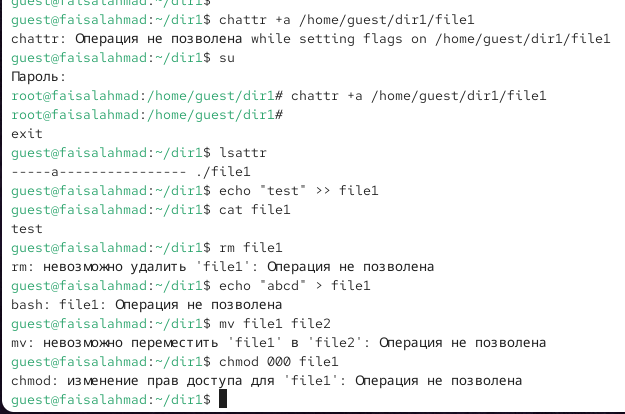 guest@faisalahmad:~/dir1$
guest@faisalahmad:~/dir1$ chattr +a /home/guest/dir1/file1
chattr: Операция не позволена while setting flags on /home/guest/dir1/file1
guest@faisalahmad:~/dir1$ su
Пароль:
root@faisalahmad:/home/guest/dir1# chattr +a /home/guest/dir1/file1
root@faisalahmad:/home/guest/dir1#
exit
guest@faisalahmad:~/dir1$ lsattr
-----a---------------- ./file1
guest@faisalahmad:~/dir1$ echo "test" >> file1
guest@faisalahmad:~/dir1$ cat file1
test
guest@faisalahmad:~/dir1$ rm file1
rm: невозможно удалить 'file1': Операция не позволена
guest@faisalahmad:~/dir1$ echo "abcd" > file1
bash: file1: Операция не позволена
guest@faisalahmad:~/dir1$ mv file1 file2
mv: невозможно переместить 'file1' в 'file2': Операция не позволена
guest@faisalahmad:~/dir1$ chmod 000 file1
chmod: изменение прав доступа для 'file1': Операция не позволена
guest@faisalahmad:~/dir1$